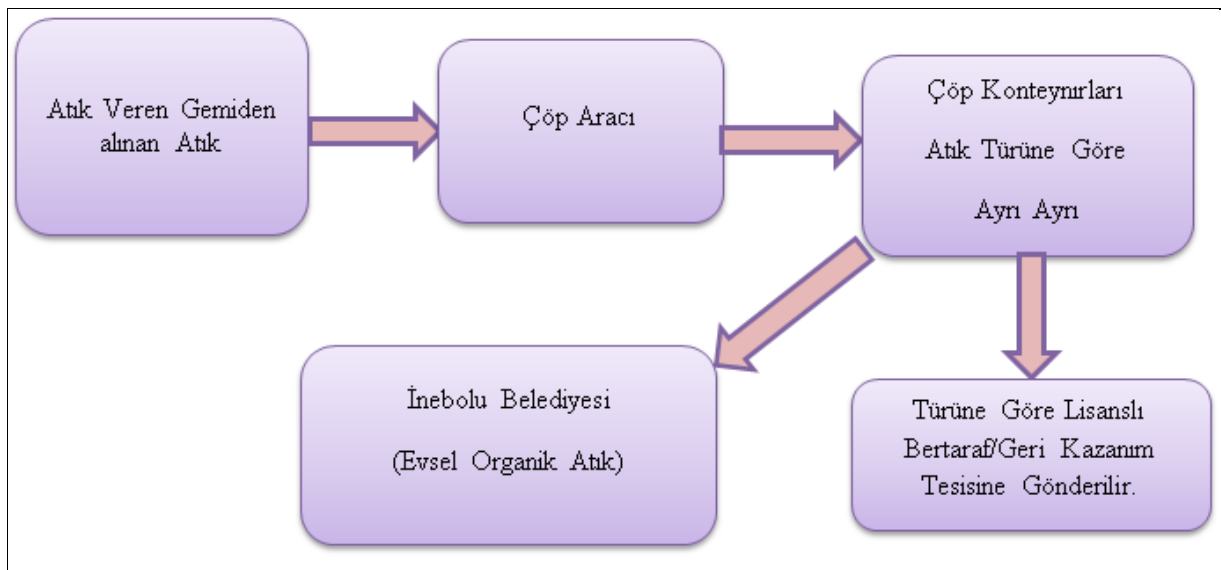 Atık Veren Gemiden
alınan Atık
Çöp Aracı
Çöp Konteynırları
Atık Türüne Göre
Ayrı Ayrı
İnebolu Belediyesi
(Evsel Organik Atık)
Türüne Göre Lisanslı
Bertaraf/Geri Kazanım
Tesisine Gönderilir.